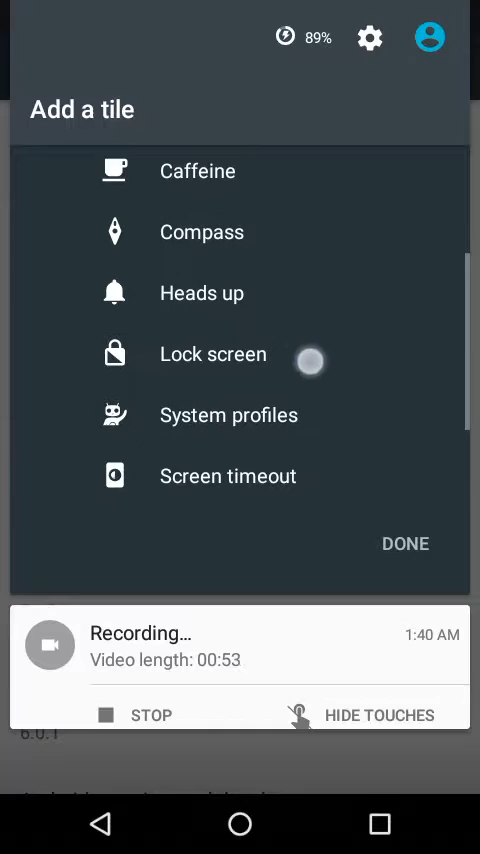 89%
Add a tile
Caffeine
Compass
Heads up
Lock screen
System profiles
Screen timeout
DONE
Recording...
1:40 AM
Video length: 00:53
STOP
HIDE TOUCHES
6.0.1